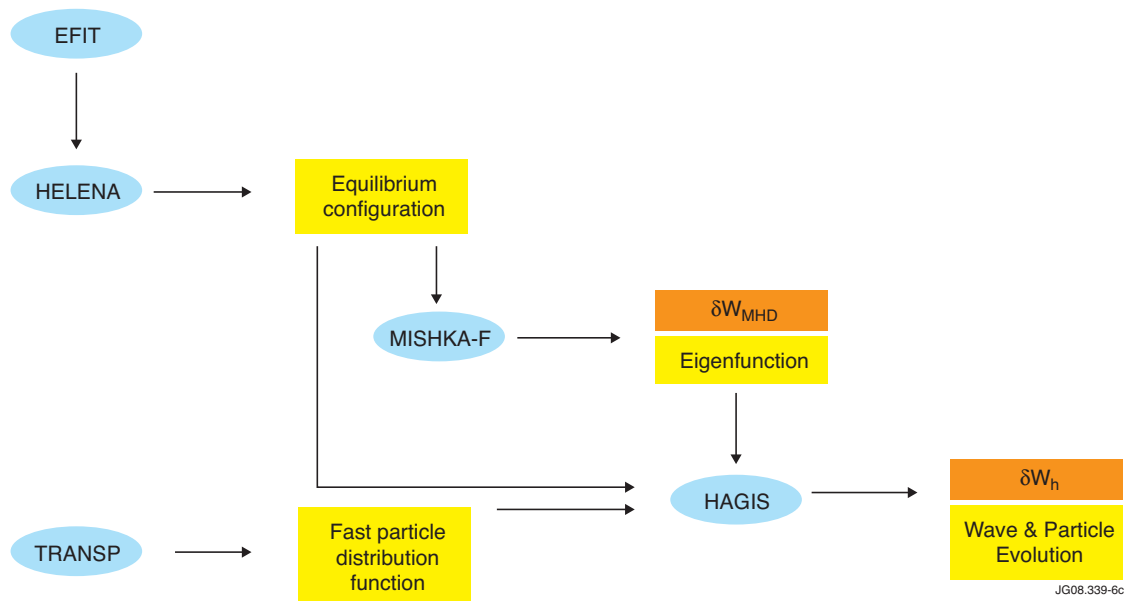 EFIT
HELENA
Equilibrium
configuration
MISHKA-F
δW_MHD
Eigenfunction
HAGIS
δW_h
Wave & Particle
Evolution
TRANSP
Fast particle
distribution
function
JG08.339-6c